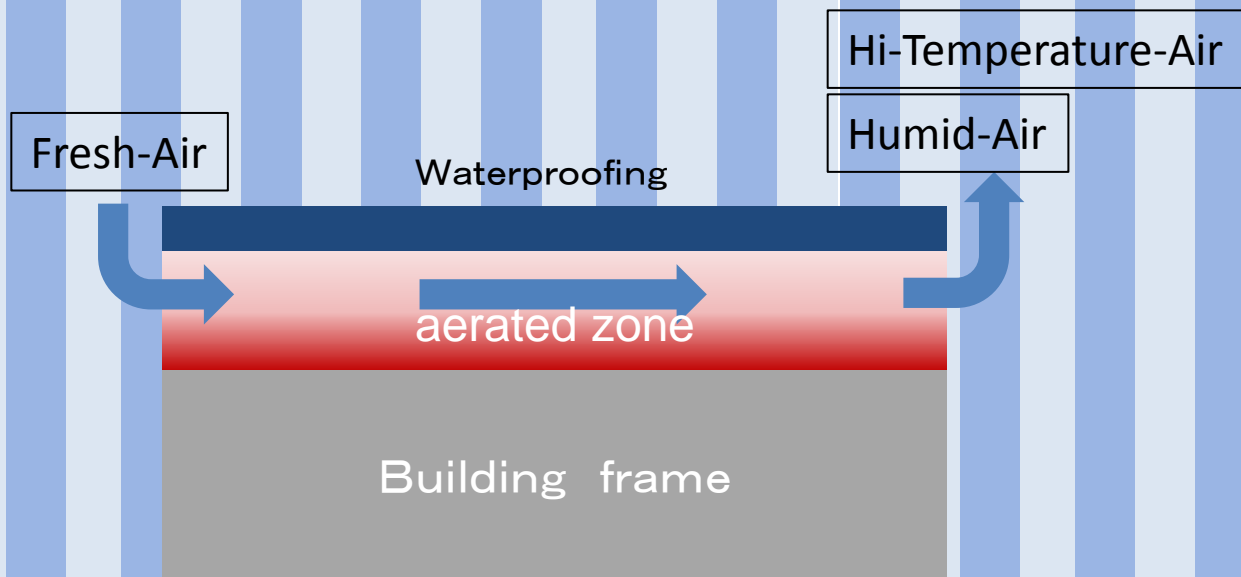 Hi-Temperature-Air
Fresh-Air
Humid-Air
Waterproofing
aerated zone
Building frame